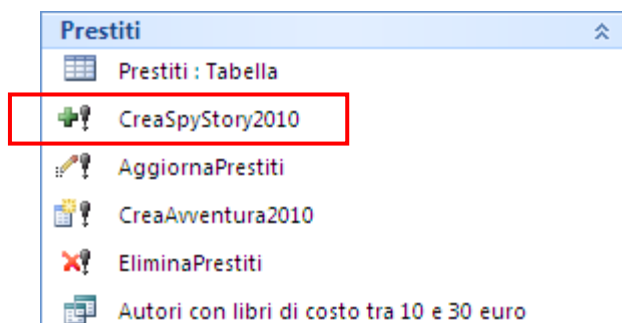 Prestiti
Prestiti : Tabella
CreaSpyStory2010
AggiornaPrestiti
CreaAvventura2010
EliminaPrestiti
Autori con libri di costo tra 10 e 30 euro